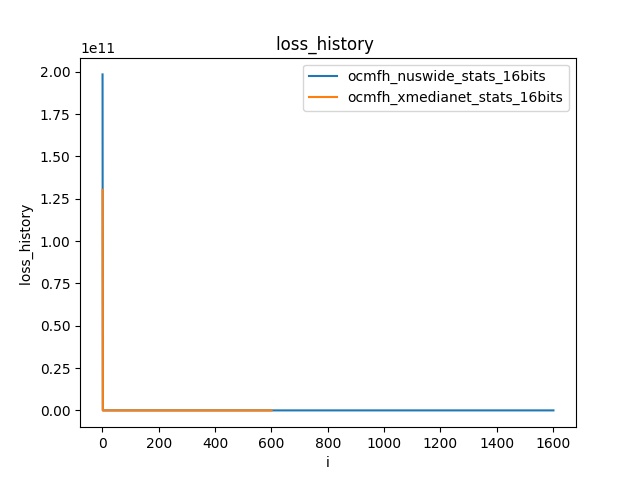 loss_history
1e11
ocmfh_nuswide_stats_16bits
ocmfh_xmedianet_stats_16bits
2.00
1.75
1.50
1.25
1.00
0.75
0.50
0.25
0.00
loss_history
0 200 400 600 800 1000 1200 1400 1600
i